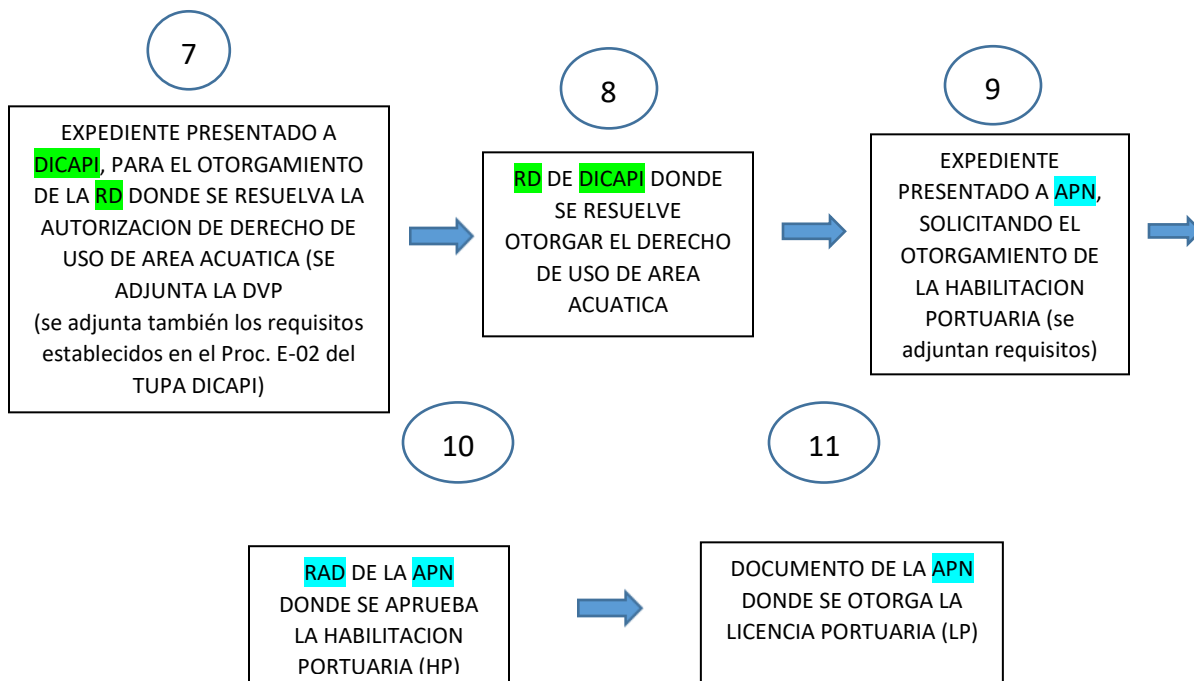 7
EXPEDIENTE PRESENTADO A
DICAPI, PARA EL OTORGAMIENTO
DE LA RD DONDE SE RESUELVA LA
AUTORIZACION DE DERECHO DE
USO DE AREA ACUATICA (SE
ADJUNTA LA DVP
(se adjunta también los requisitos
establecidos en el Proc. E-02 del
TUPA DICAPI)
8
RD DE DICAPI DONDE
SE RESUELVE
OTORGAR EL DERECHO
DE USO DE AREA
ACUATICA
9
EXPEDIENTE
PRESENTADO A APN,
SOLICITANDO EL
OTORGAMIENTO DE
LA HABILITACION
PORTUARIA (se
adjuntan requisitos)
10
RAD DE LA APN
DONDE SE APRUEBA
LA HABILITACION
PORTUARIA (HP)
11
DOCUMENTO DE LA APN
DONDE SE OTORGA LA
LICENCIA PORTUARIA (LP)